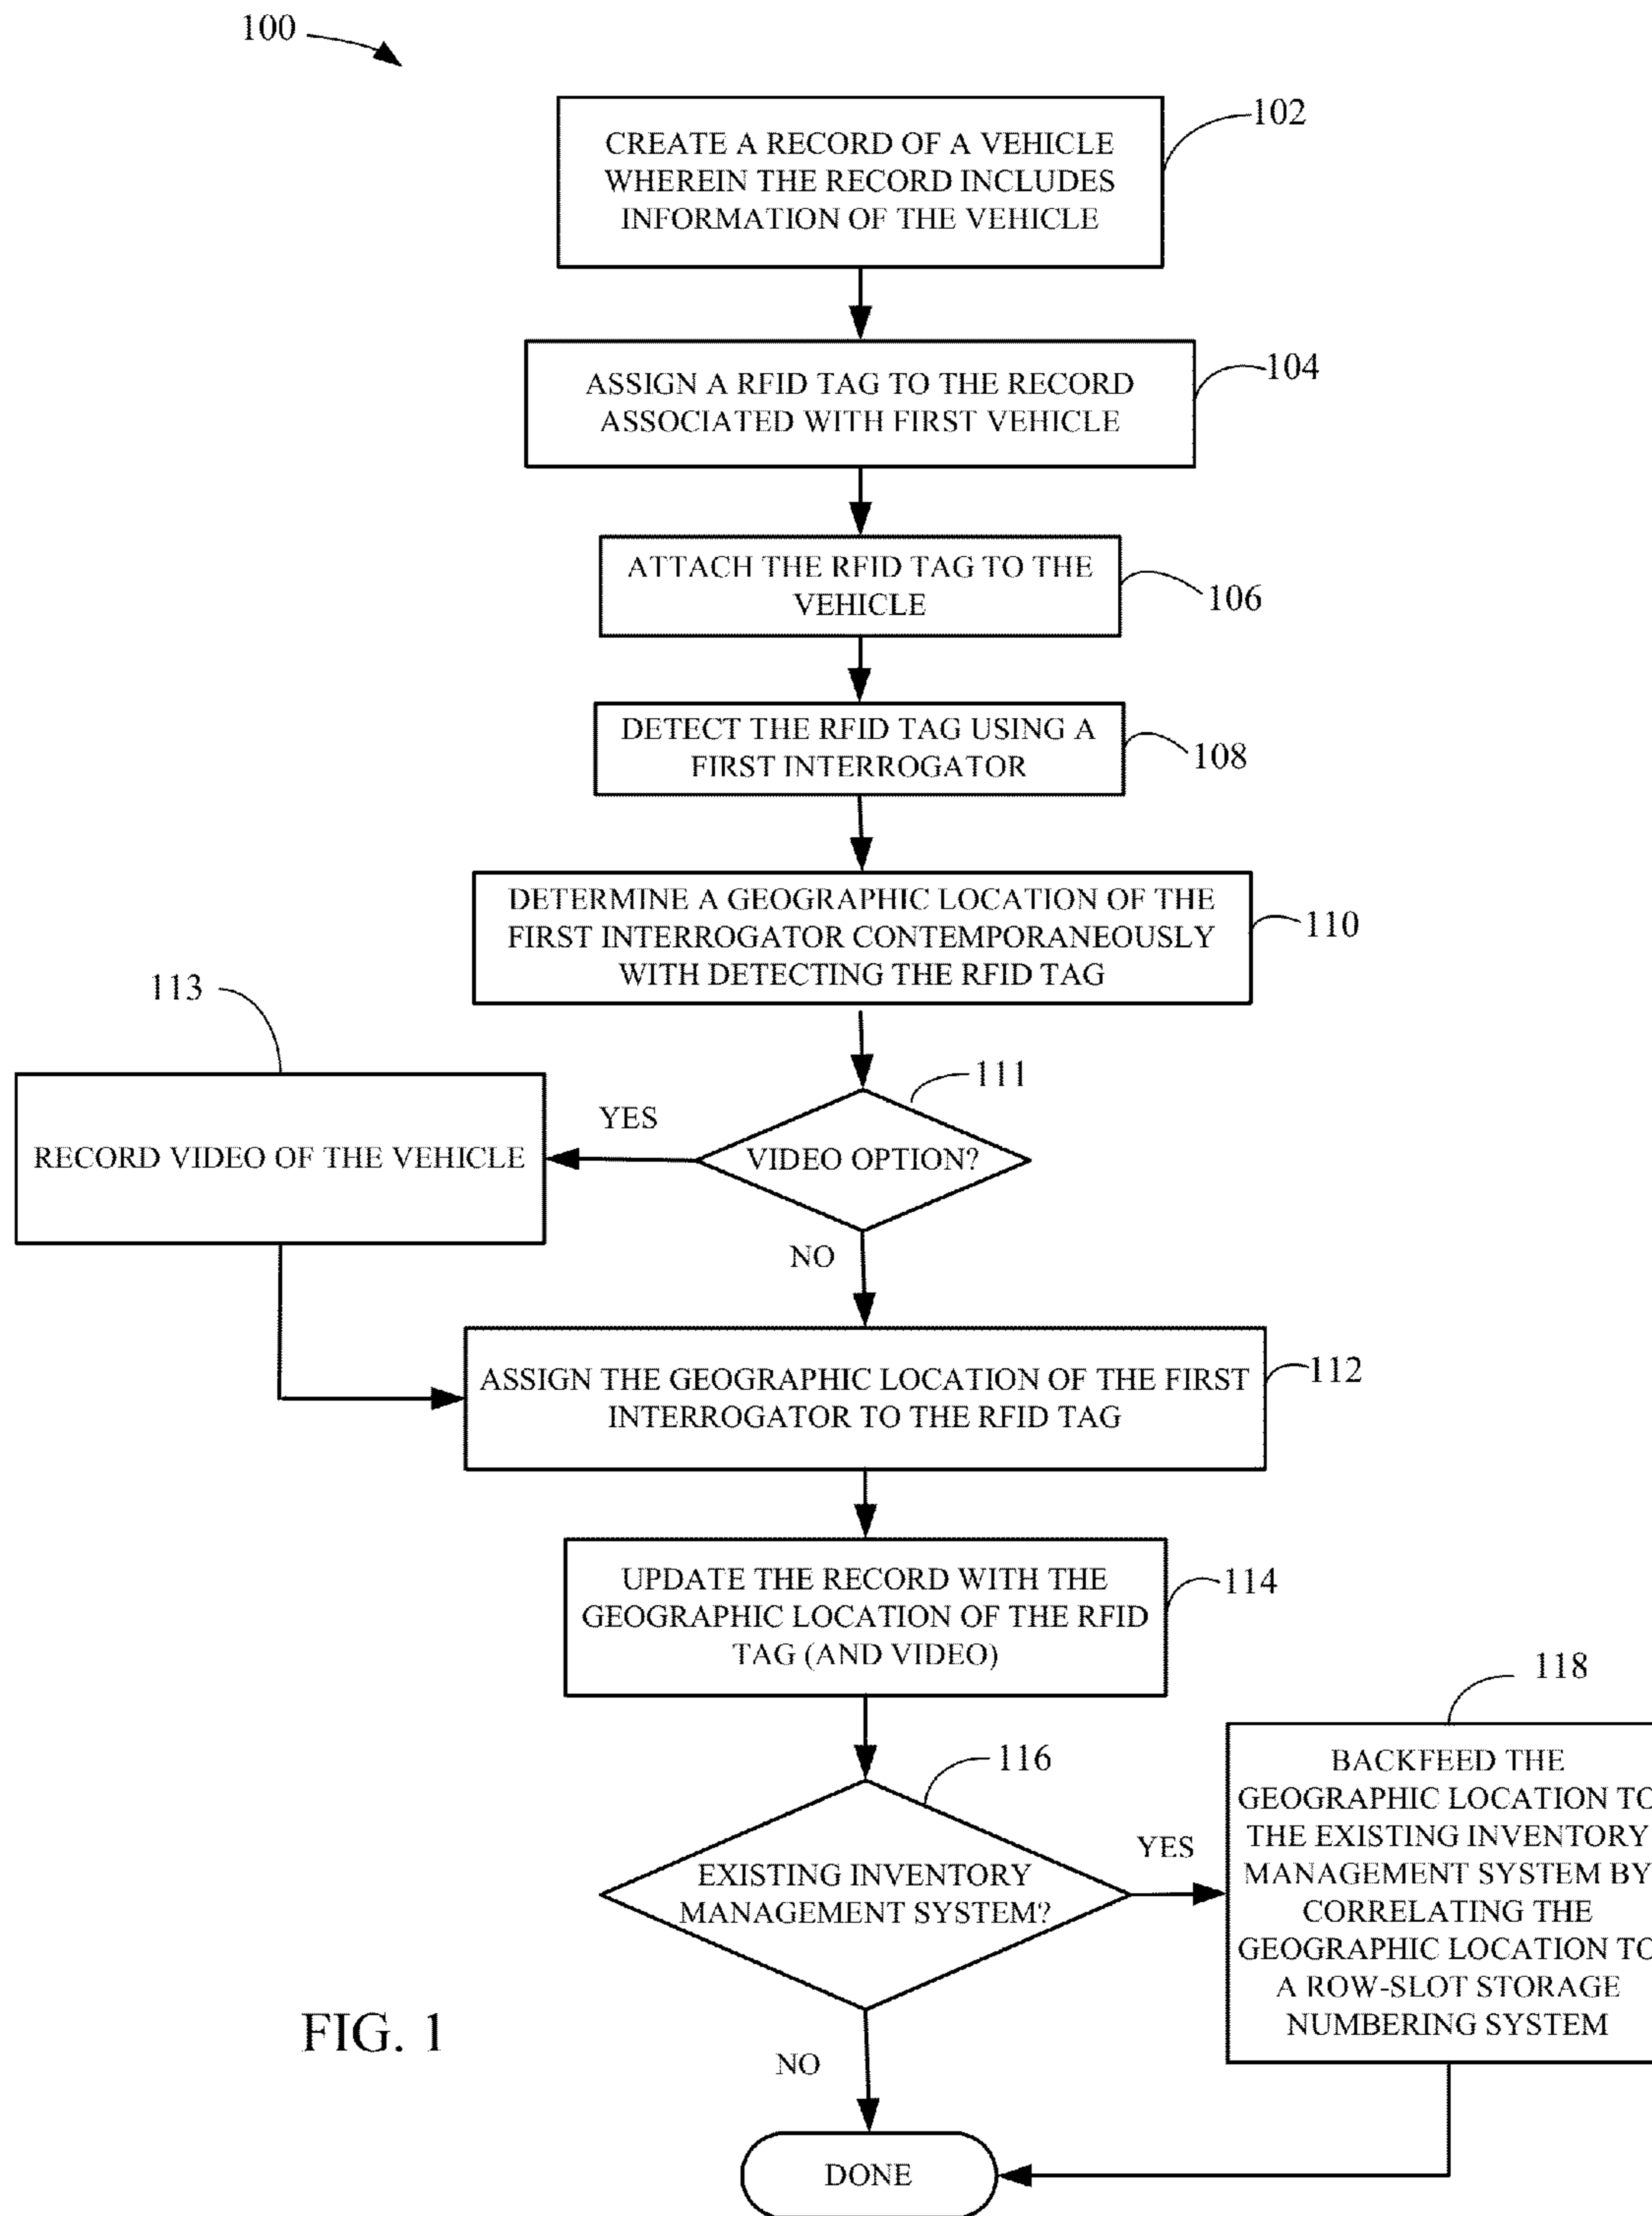 100
102
CREATE A RECORD OF A VEHICLE
WHEREIN THE RECORD INCLUDES
INFORMATION OF THE VEHICLE
104
ASSIGN A RFID TAG TO THE RECORD
ASSOCIATED WITH FIRST VEHICLE
ATTACH THE RFID TAG TO THE
VEHICLE
106
DETECT THE RFID TAG USING A
FIRST INTERROGATOR
108
DETERMINE A GEOGRAPHIC LOCATION OF THE
FIRST INTERROGATOR CONTEMPORANEOUSLY
WITH DETECTING THE RFID TAG
110
113
111
YES
RECORD VIDEO OF THE VEHICLE
VIDEO OPTION?
NO
ASSIGN THE GEOGRAPHIC LOCATION OF THE FIRST
INTERROGATOR TO THE RFID TAG
112
UPDATE THE RECORD WITH THE
GEOGRAPHIC LOCATION OF THE RFID
TAG (AND VIDEO)
114
118
116
EXISTING INVENTORY
MANAGEMENT SYSTEM?
YES
BACKFEED THE
GEOGRAPHIC LOCATION TO
THE EXISTING INVENTORY
MANAGEMENT SYSTEM BY
CORRELATING THE
GEOGRAPHIC LOCATION TO
A ROW-SLOT STORAGE
NUMBERING SYSTEM
FIG. 1
NO
DONE